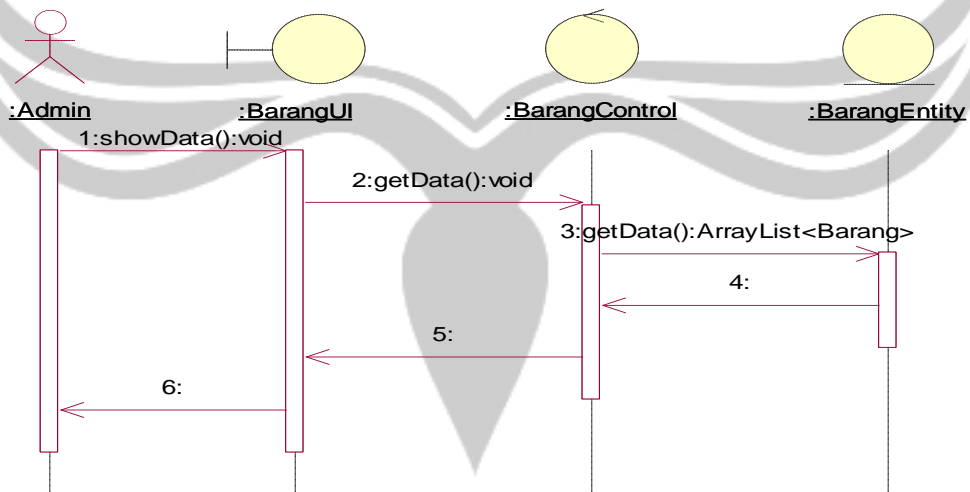 :Admin
:BarangUI
:BarangControl
:BarangEntity
1:showData():void
2:getData():void
3:getData():ArrayList<Barang>
4:
5:
6: